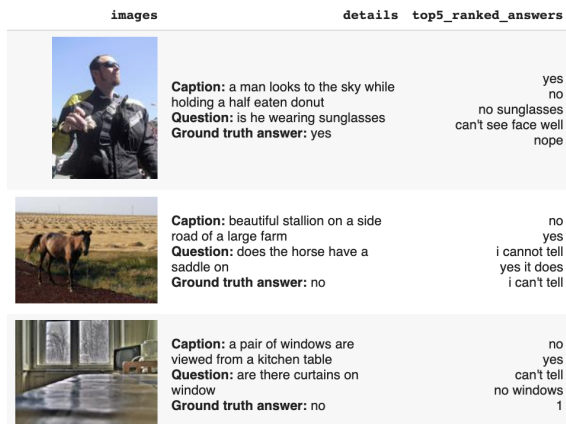 images details top5_ranked_answers
Caption: a man looks to the sky while
holding a half eaten donut
Question: is he wearing sunglasses
Ground truth answer: yes
yes
no
no sunglasses
can't see face well
nope
Caption: beautiful stallion on a side
road of a large farm
Question: does the horse have a
saddle on
Ground truth answer: no
no
yes
i cannot tell
yes it does
i can't tell
Caption: a pair of windows are
viewed from a kitchen table
Question: are there curtains on
window
Ground truth answer: no
no
yes
can't tell
no windows
1